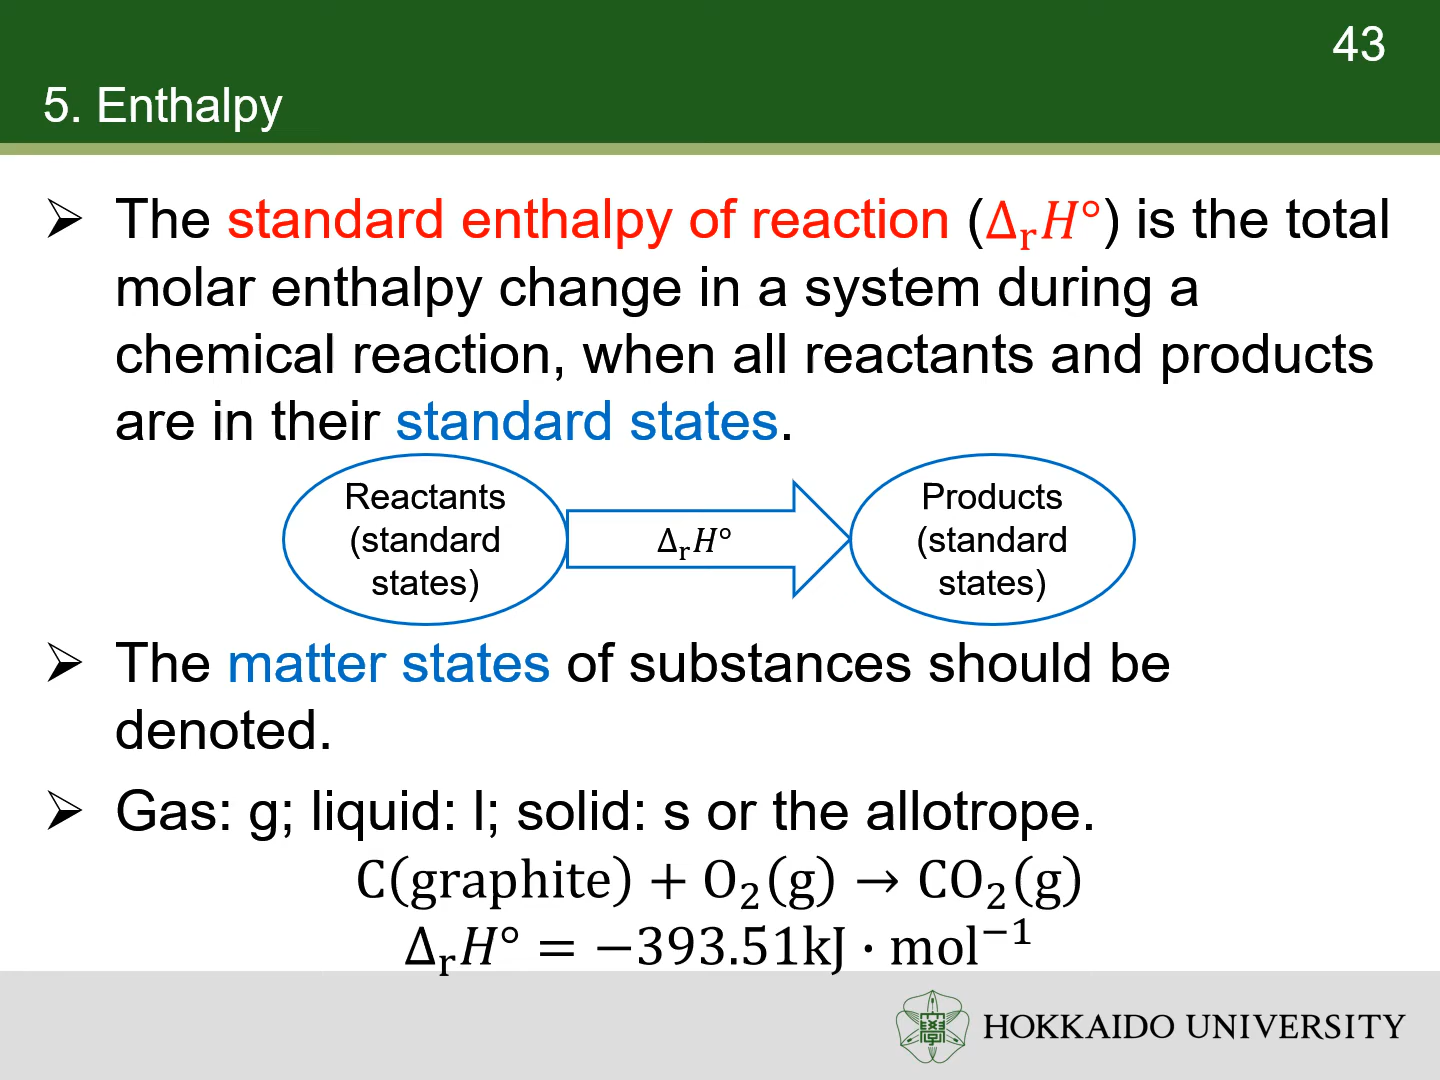 43
5. Enthalpy
➢ The standard enthalpy of reaction (ΔᵣH°) is the total
molar enthalpy change in a system during a
chemical reaction, when all reactants and products
are in their standard states.
Reactants
(standard
states)
ΔᵣH°
Products
(standard
states)
➢ The matter states of substances should be
denoted.
➢ Gas: g; liquid: l; solid: s or the allotrope.
C(graphite) + O₂(g) → CO₂(g)
ΔᵣH° = −393.51kJ · mol⁻¹
HOKKAIDO UNIVERSITY